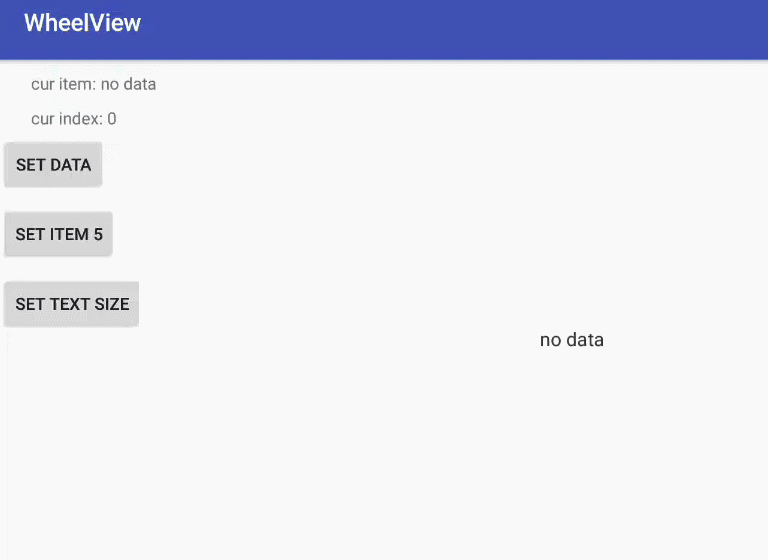 WheelView
cur item: no data
cur index: 0
SET DATA
SET ITEM 5
SET TEXT SIZE
no data